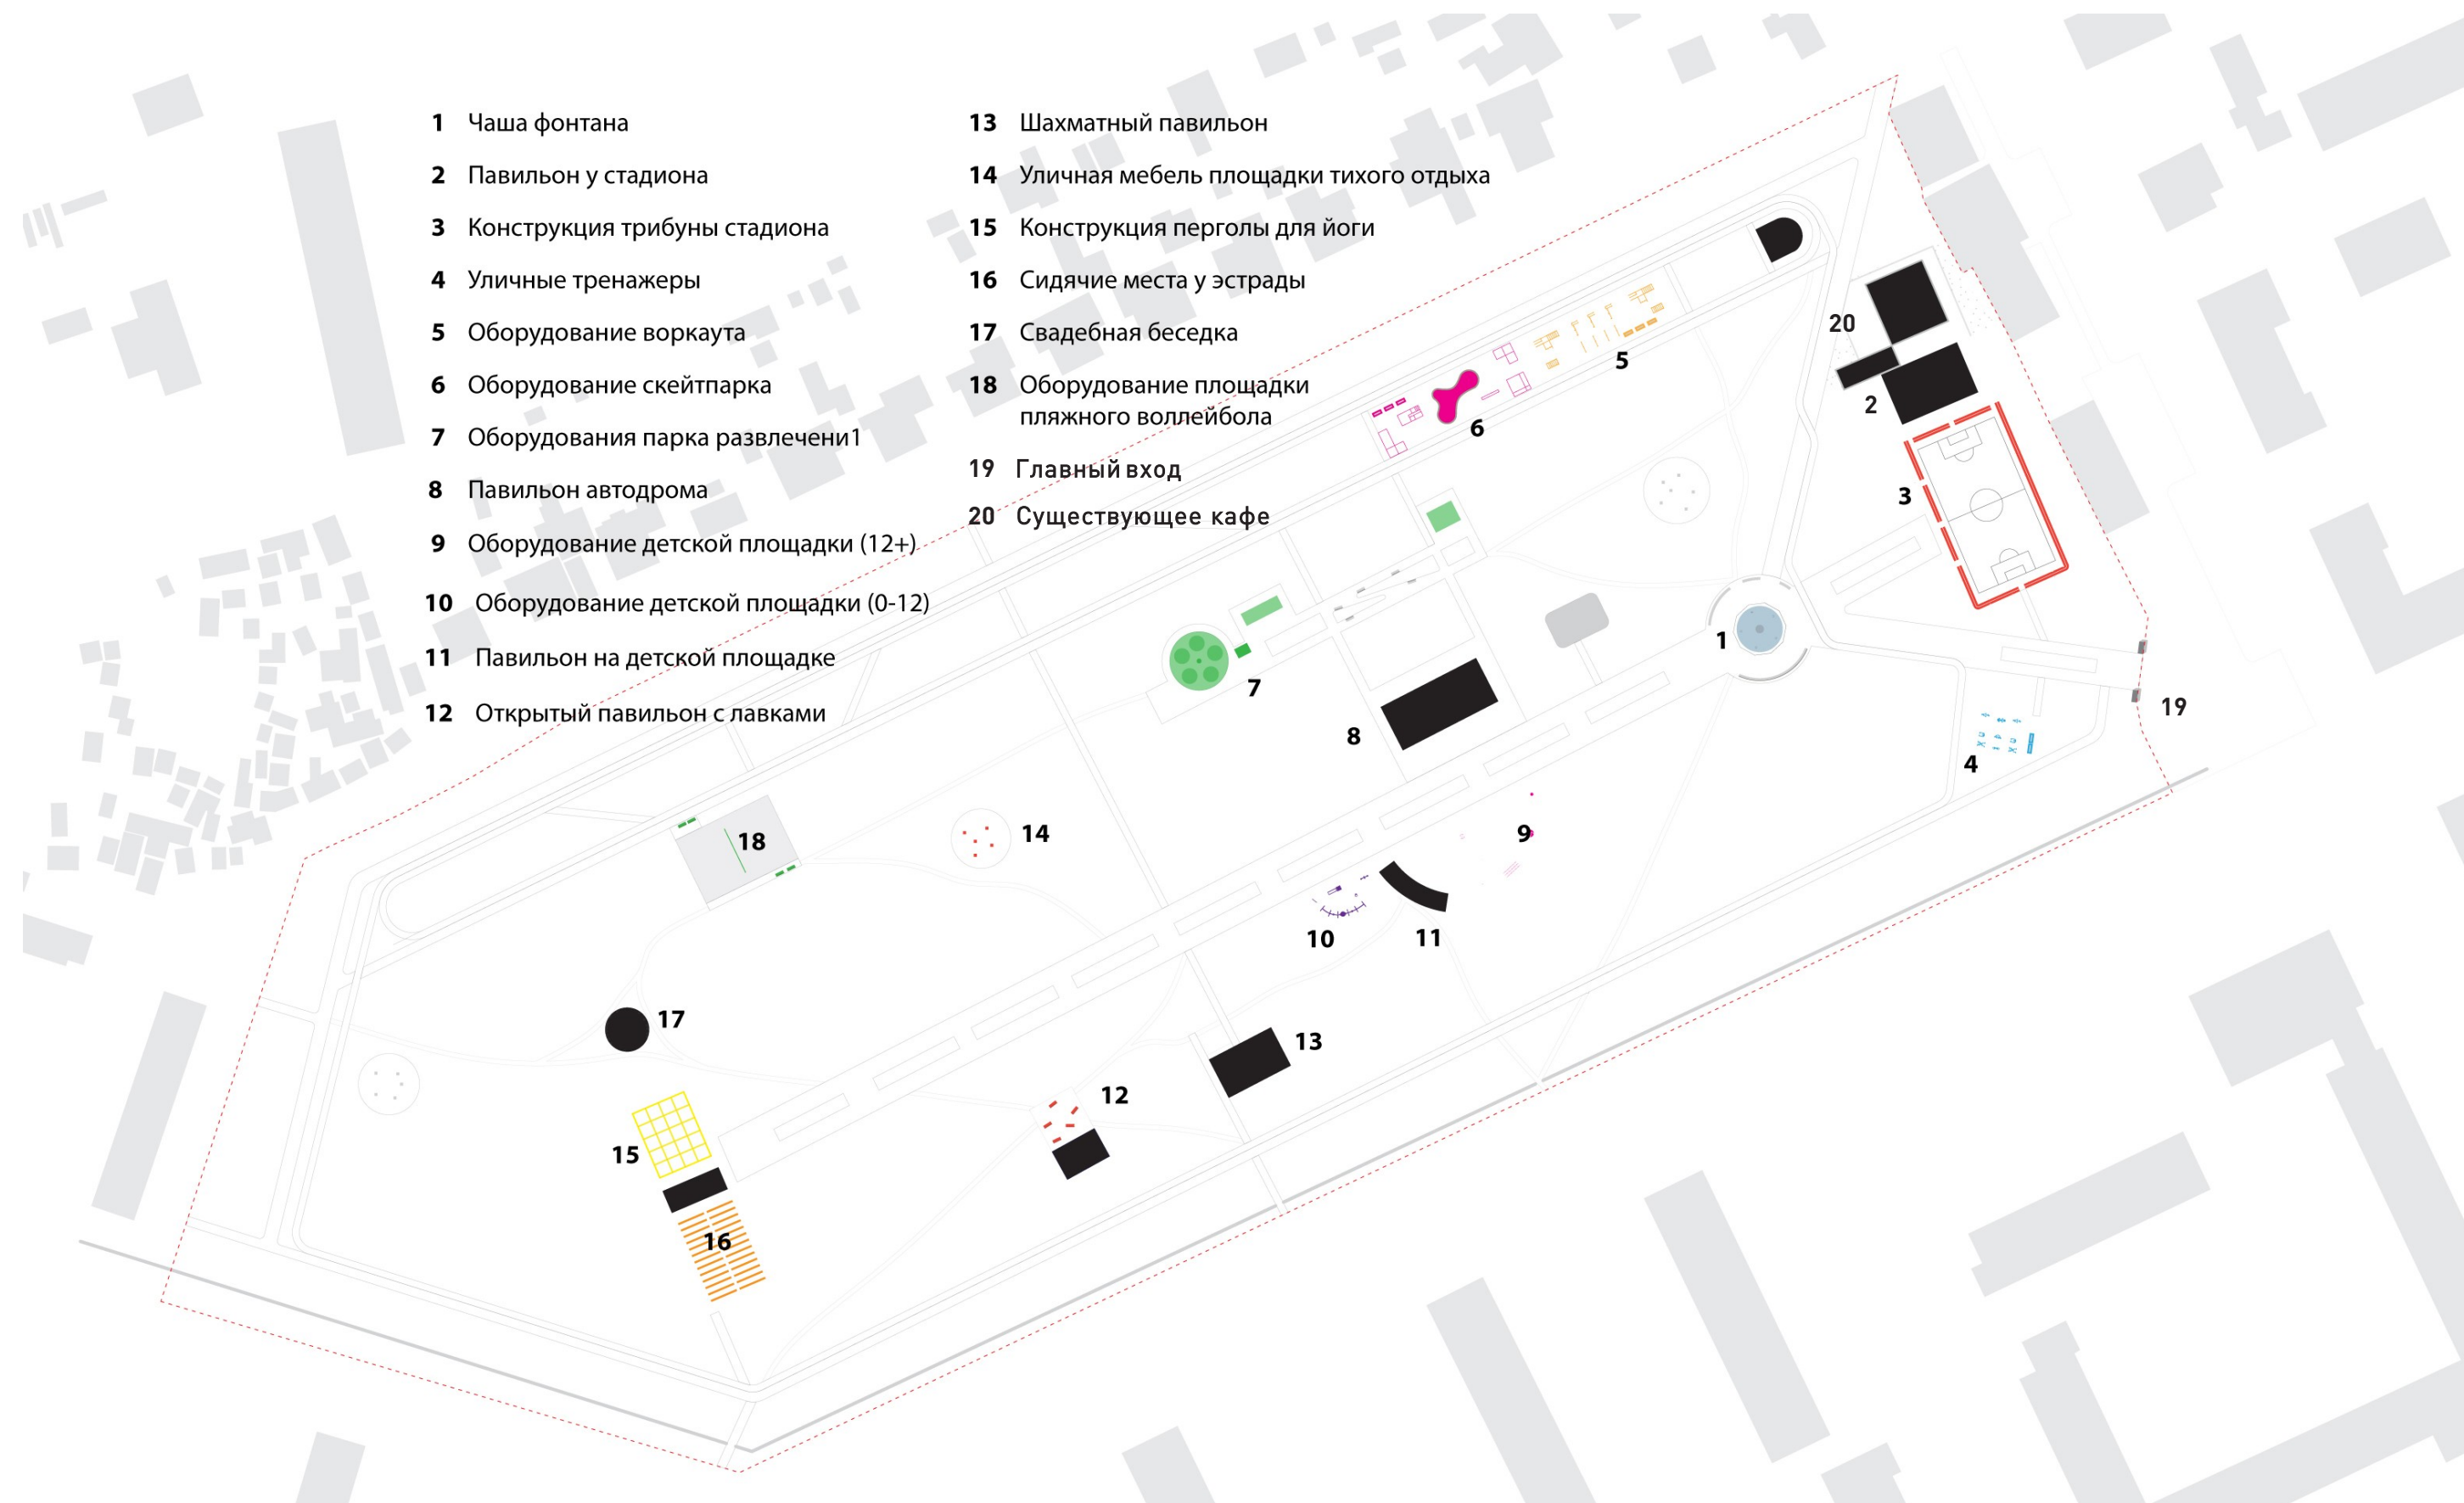 1 Чаша фонтана
2 Павильон у стадиона
3 Конструкция трибуны стадиона
4 Уличные тренажеры
5 Оборудование воркаута
6 Оборудование скейтпарка
7 Оборудования парка развлечени1
8 Павильон автодрома
9 Оборудование детской площадки (12+)
10 Оборудование детской площадки (0-12)
11 Павильон на детской площадке
12 Открытый павильон с лавками
13 Шахматный павильон
14 Уличная мебель площадки тихого отдыха
15 Конструкция перголы для йоги
16 Сидячие места у эстрады
17 Свадебная беседка
18 Оборудование площадки
пляжного воллейбола
19 Главный вход
20 Существующее кафе
20
5
2
6
3
1
7
19
8
4
9
14
18
10
11
17
13
12
15
16